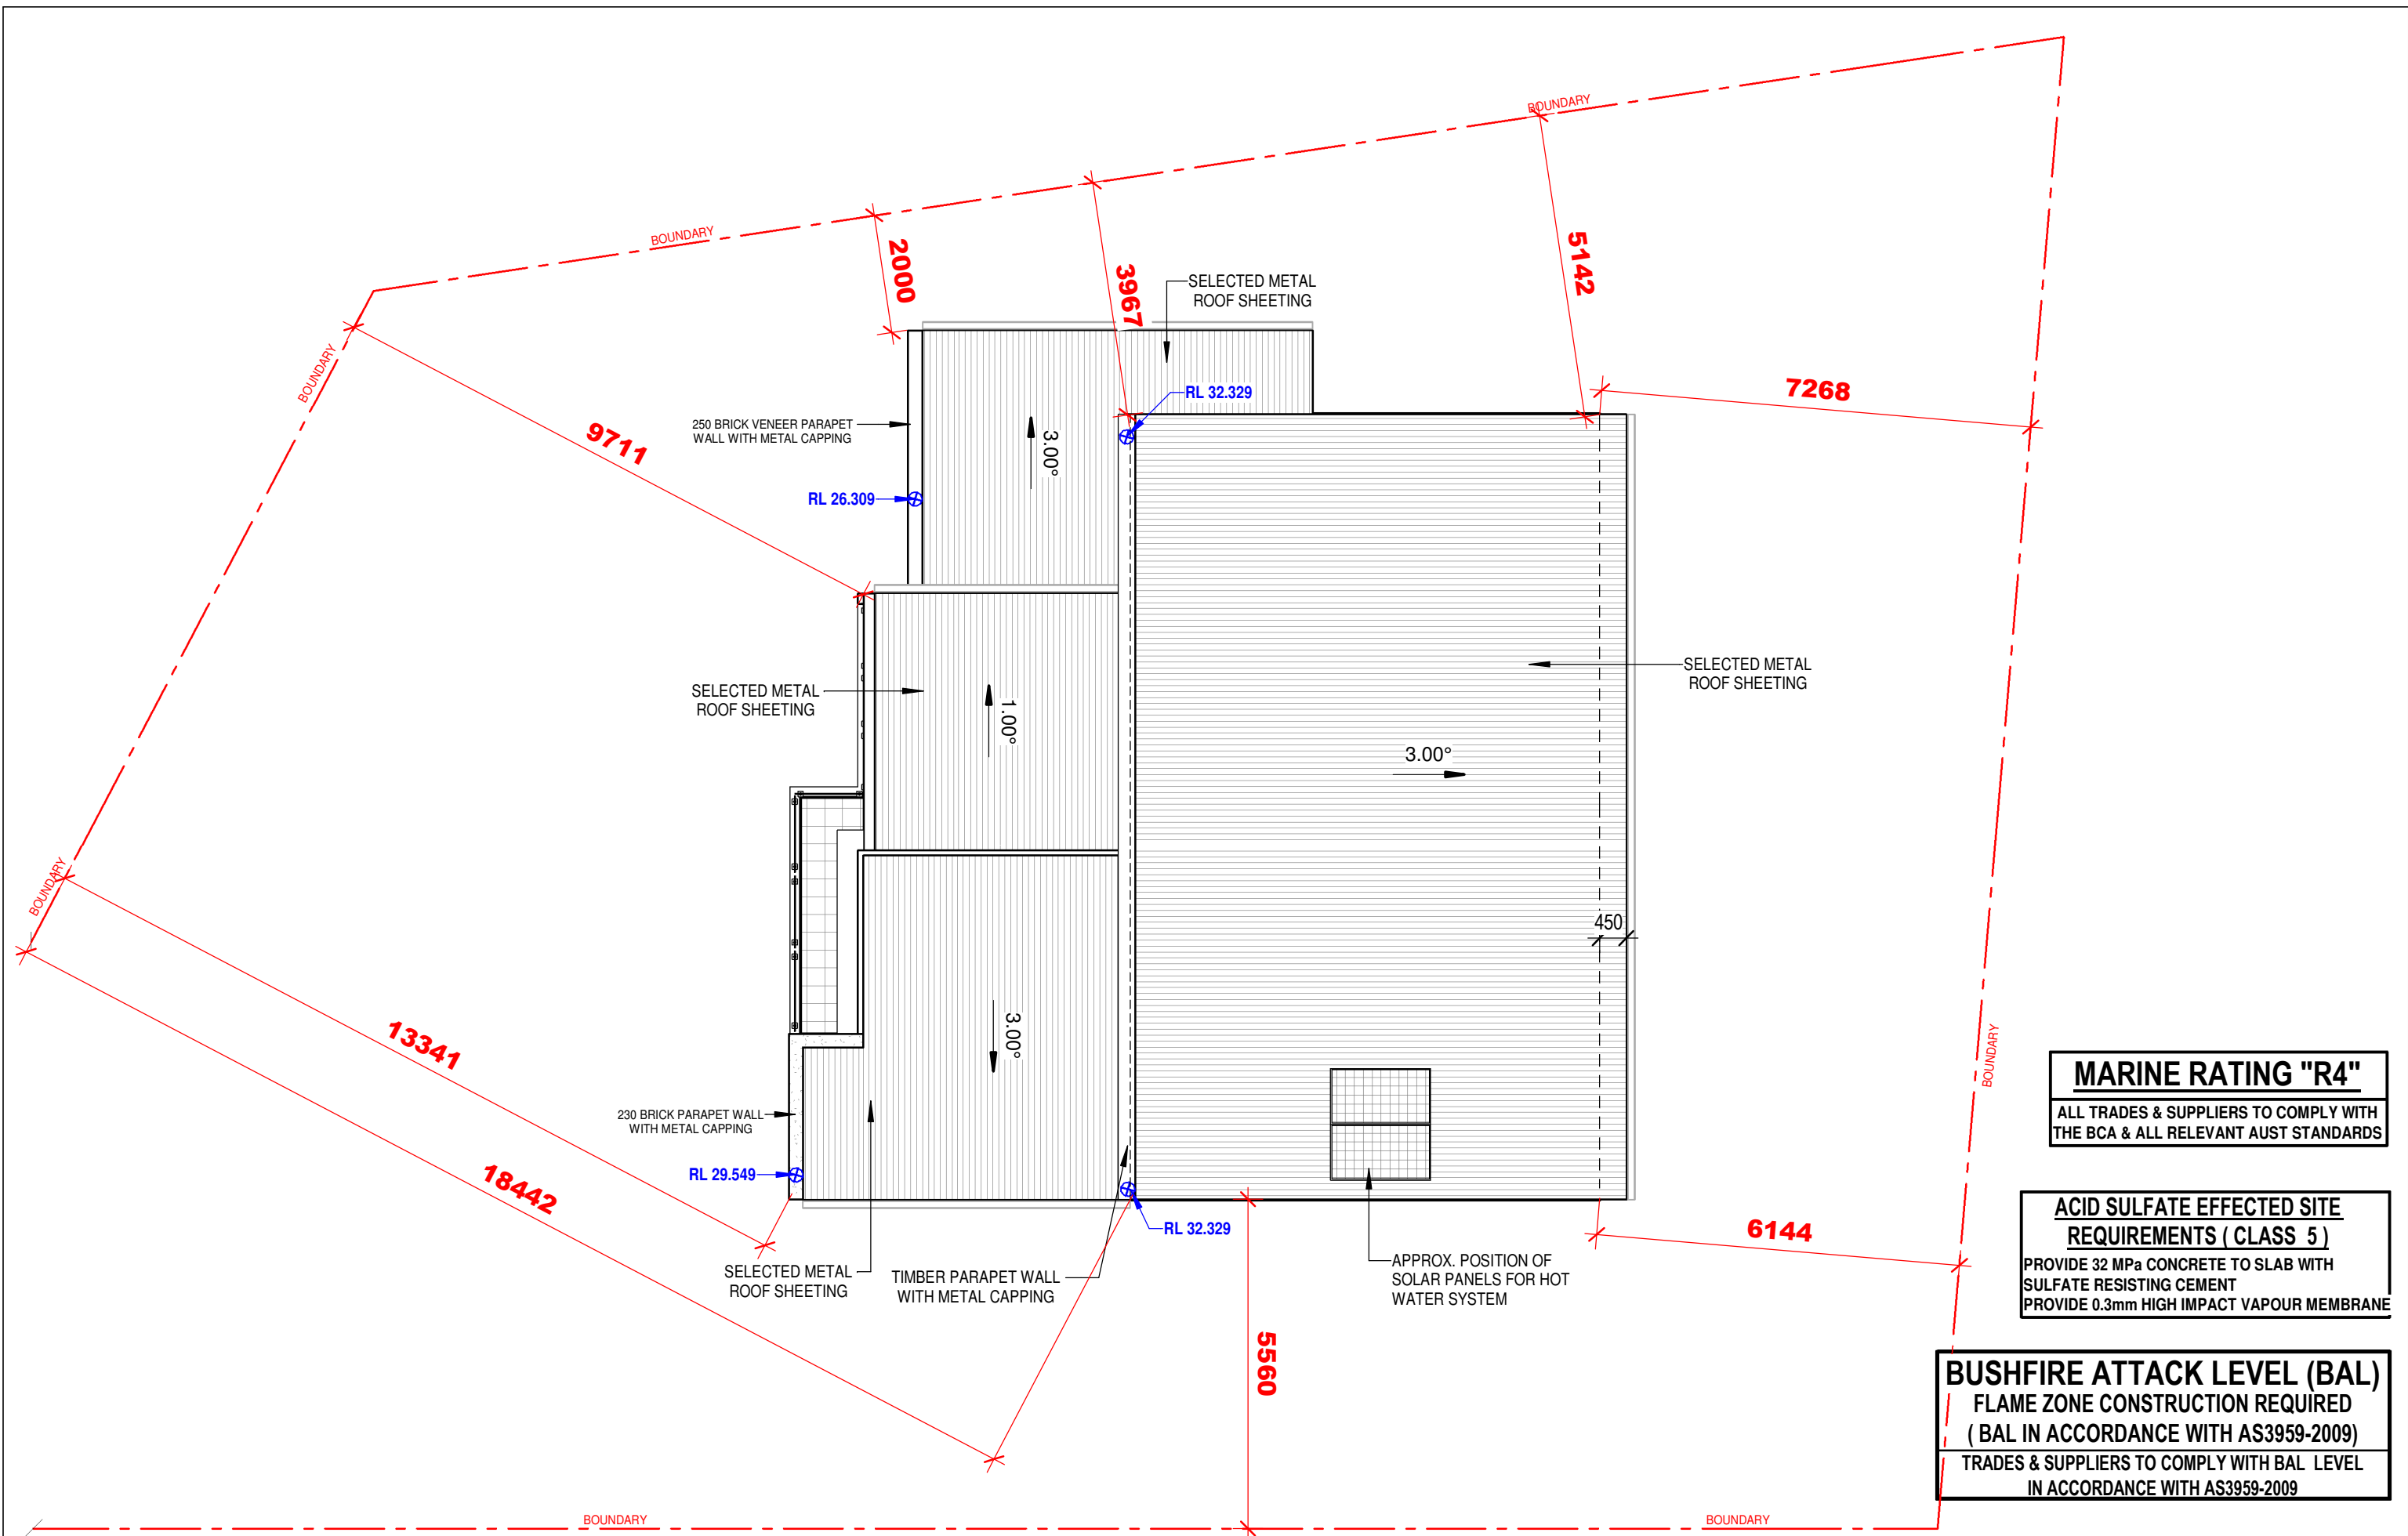 BOUNDARY
BOUNDARY
2000
3967
5142
SELECTED METAL
ROOF SHEETING
BOUNDARY
7268
RL 32.329
250 BRICK VENEER PARAPET
WALL WITH METAL CAPPING
9711
3.00°
RL 26.309
SELECTED METAL
ROOF SHEETING
SELECTED METAL
ROOF SHEETING
1.00°
3.00°
BOUNDARY
450
13341
3.00°
BOUNDARY
230 BRICK PARAPET WALL
WITH METAL CAPPING
RL 29.549
18442
RL 32.329
6144
SELECTED METAL
ROOF SHEETING
TIMBER PARAPET WALL
WITH METAL CAPPING
APPROX. POSITION OF
SOLAR PANELS FOR HOT
WATER SYSTEM
5560
MARINE RATING "R4"
ALL TRADES & SUPPLIERS TO COMPLY WITH
THE BCA & ALL RELEVANT AUST STANDARDS
ACID SULFATE EFFECTED SITE
REQUIREMENTS ( CLASS 5 )
PROVIDE 32 MPa CONCRETE TO SLAB WITH
SULFATE RESISTING CEMENT
PROVIDE 0.3mm HIGH IMPACT VAPOUR MEMBRANE
BUSHFIRE ATTACK LEVEL (BAL)
FLAME ZONE CONSTRUCTION REQUIRED
( BAL IN ACCORDANCE WITH AS3959-2009)
TRADES & SUPPLIERS TO COMPLY WITH BAL LEVEL
IN ACCORDANCE WITH AS3959-2009
BOUNDARY
BOUNDARY